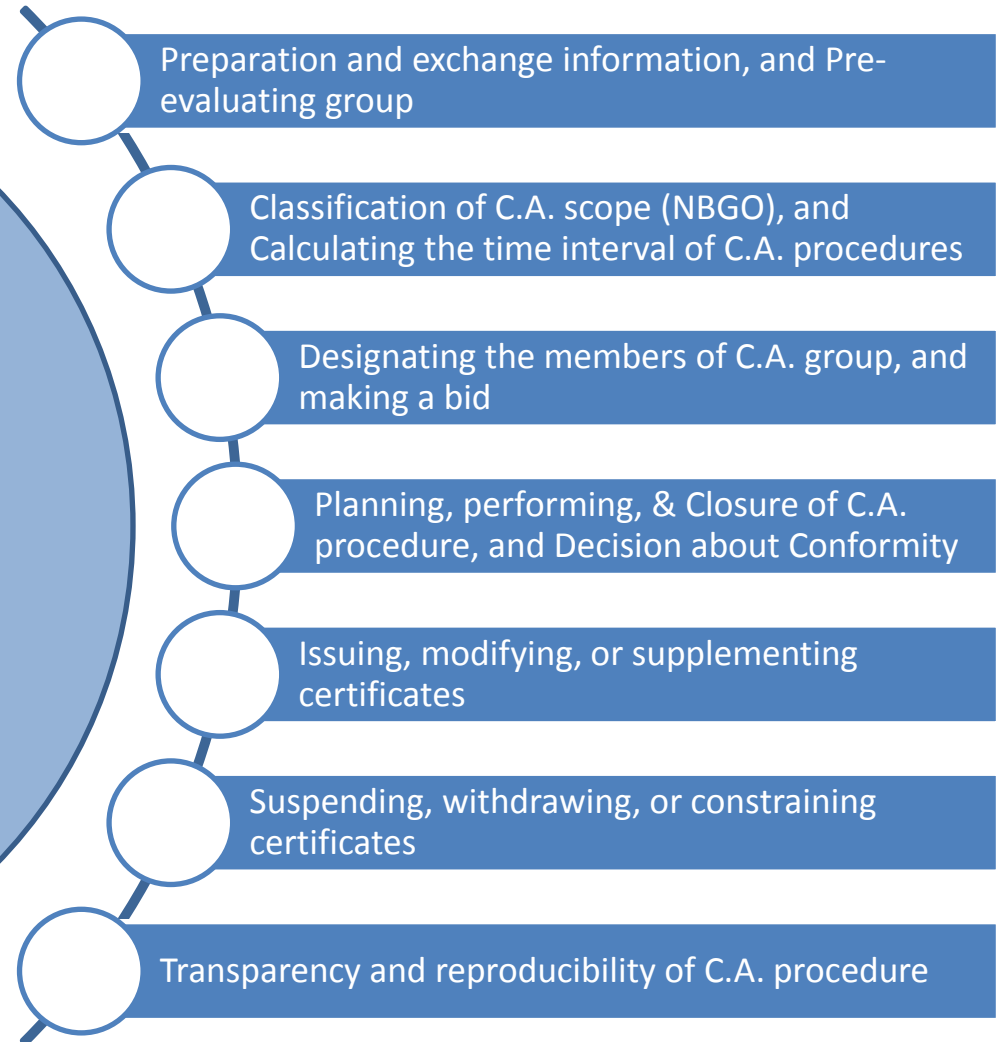 Preparation and exchange information, and Pre-
evaluating group
Classification of C.A. scope (NBGO), and
Calculating the time interval of C.A. procedures
Designating the members of C.A. group, and
making a bid
Planning, performing, & Closure of C.A.
procedure, and Decision about Conformity
Issuing, modifying, or supplementing
certificates
Suspending, withdrawing, or constraining
certificates
Transparency and reproducibility of C.A. procedure